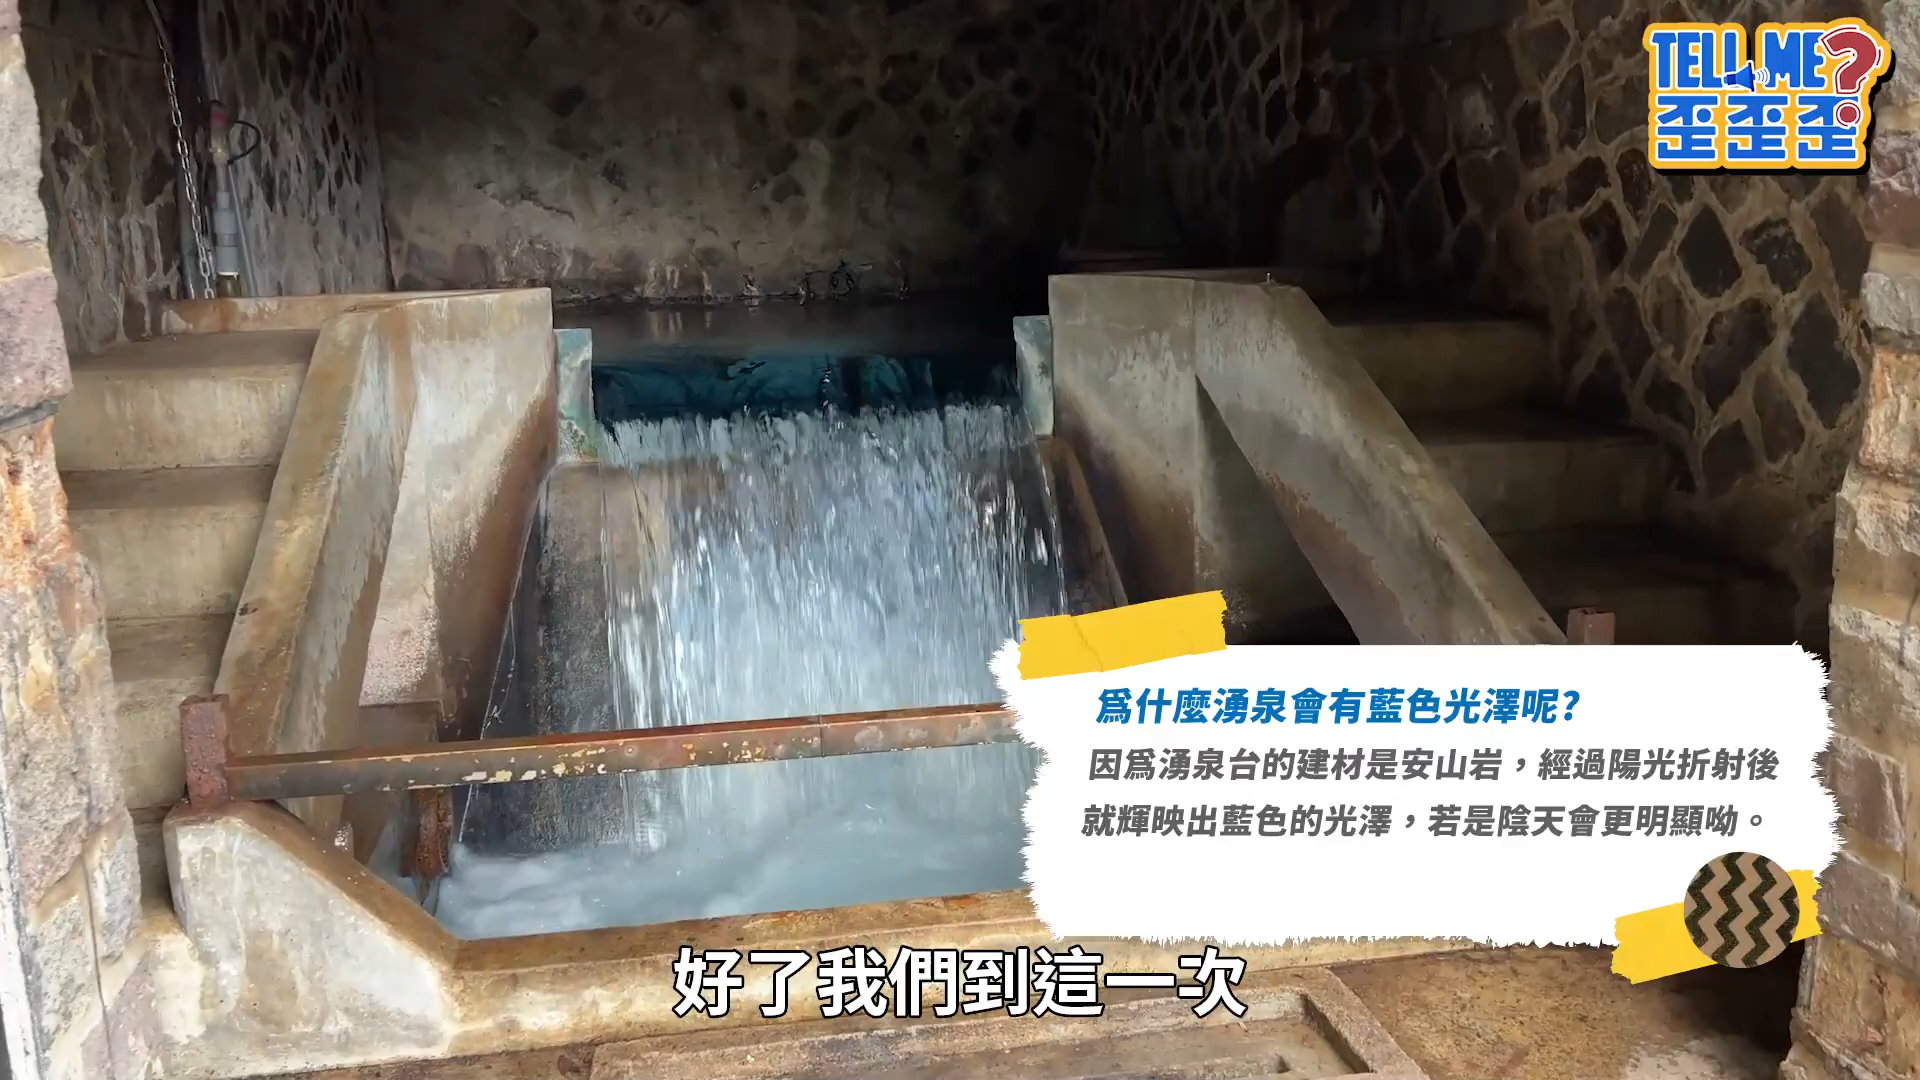 TELL ME?
歪歪歪
為什麼湧泉會有藍色光澤呢?
因為湧泉台的建材是安山岩，經過陽光折射後
就輝映出藍色的光澤，若是陰天會更明顯呦。
好了我們到這一次